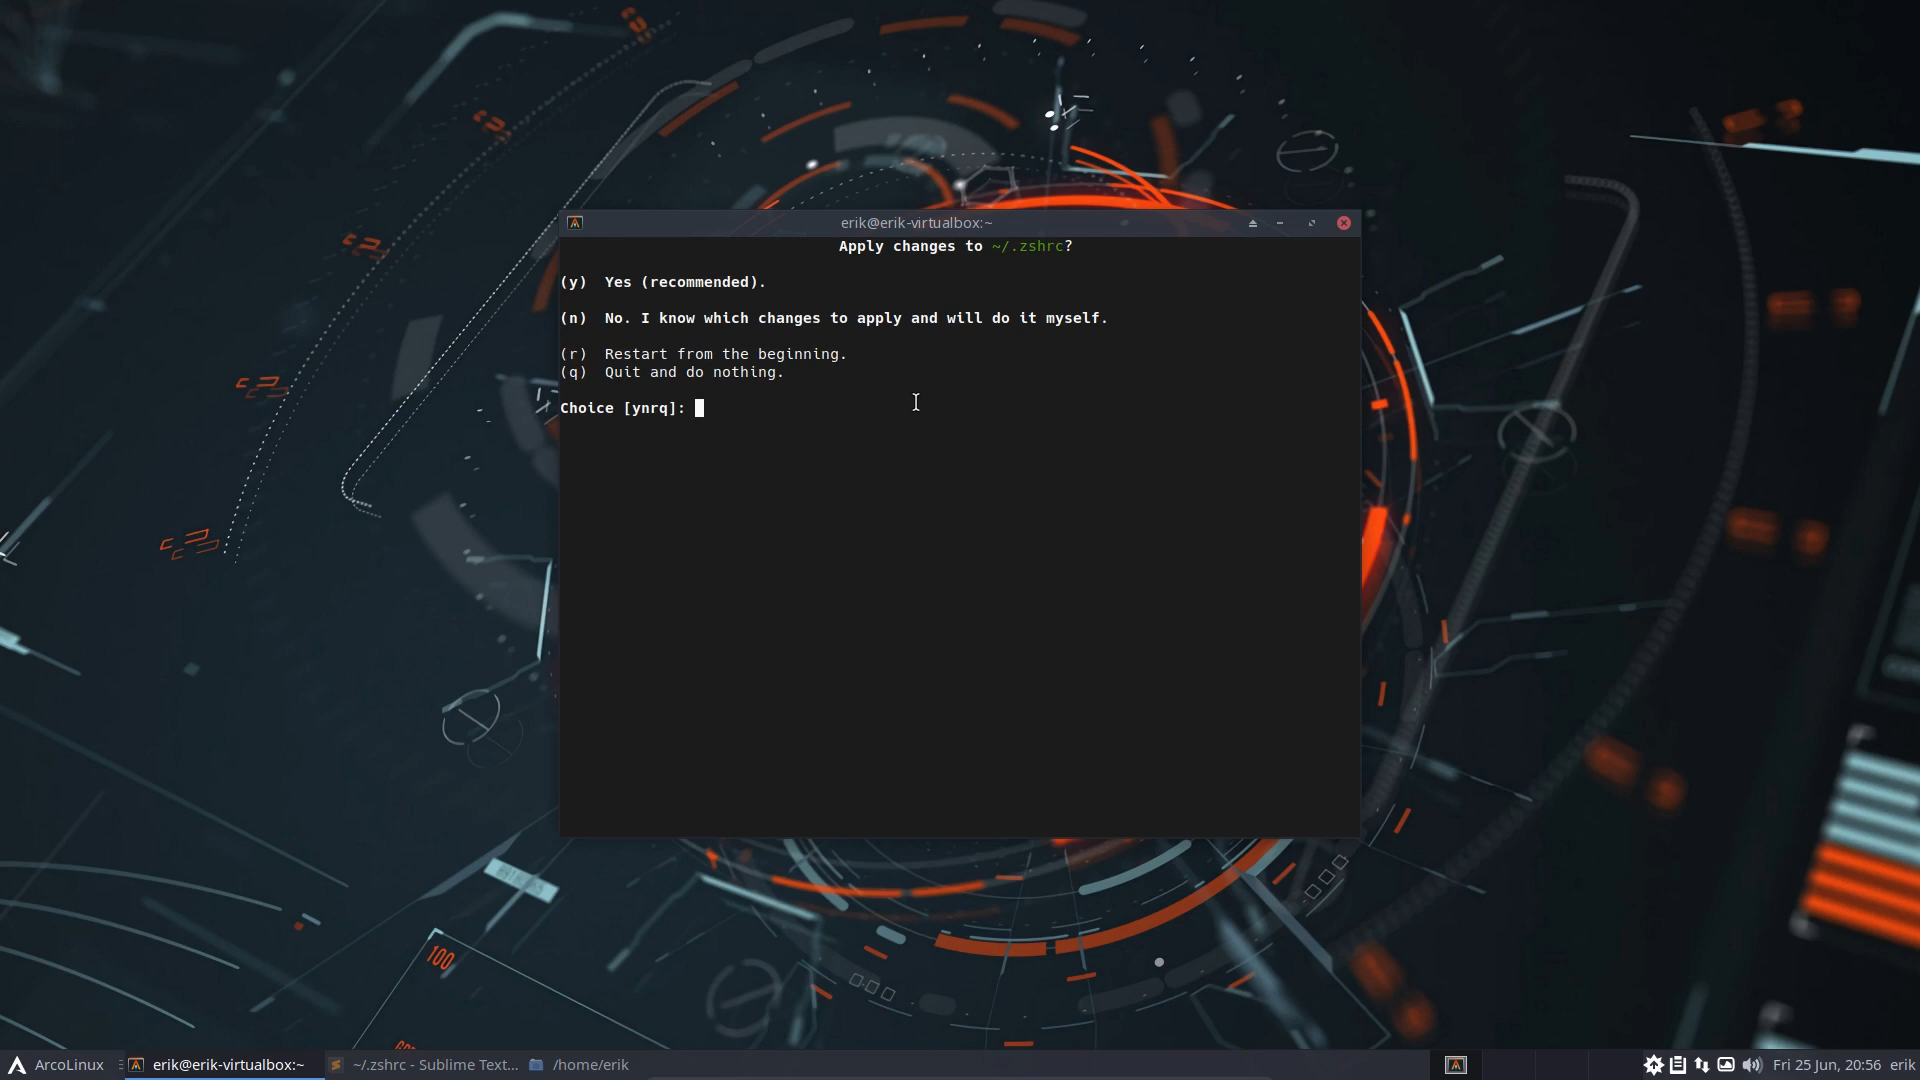 erik@erik-virtualbox:~
Apply changes to ~/.zshrc?
(y)  Yes (recommended).
(n)  No. I know which changes to apply and will do it myself.
(r)  Restart from the beginning.
(q)  Quit and do nothing.
Choice [ynrq]:
100
ArcoLinux
erik@erik-virtualbox:~
~/.zshrc - Sublime Text...
/home/erik
Fri 25 Jun, 20:56
erik